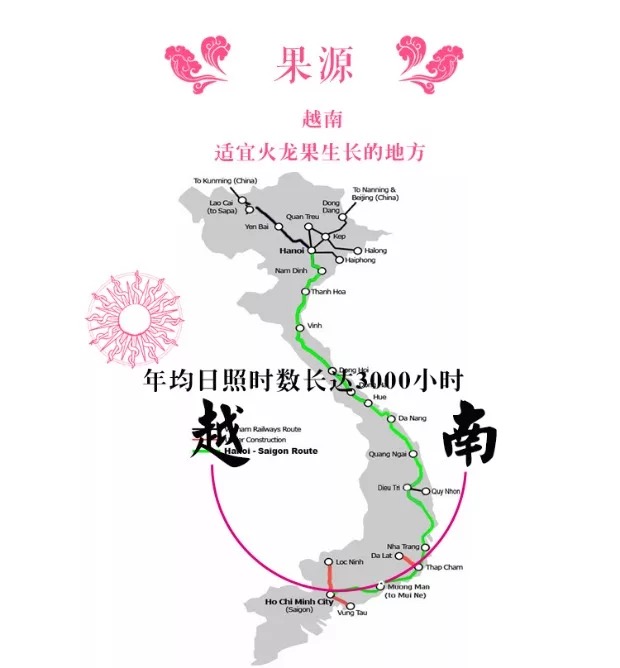 果源
越南
适宜火龙果生长的地方
To Kunming (China)
Lao Cai
(to Sapa)
Yen Bai
Quan Treu
Dong
Dang
To Nanning &
Beijing (China)
Kep
Hanoi
Halong
Haiphong
Nam Dinh
Thanh Hoa
Vinh
年均日照时数长达3000小时
Hue
Da Nang
越
南
Railways Route
Construction
Hanoi - Saigon Route
Quang Ngai
Dieu Tri
Quy Nhon
Nha Trang
Da Lat
Thap Cham
Loc Ninh
Muong Man
(to Mui Ne)
Ho Chi Minh City
(Saigon)
Vung Tau